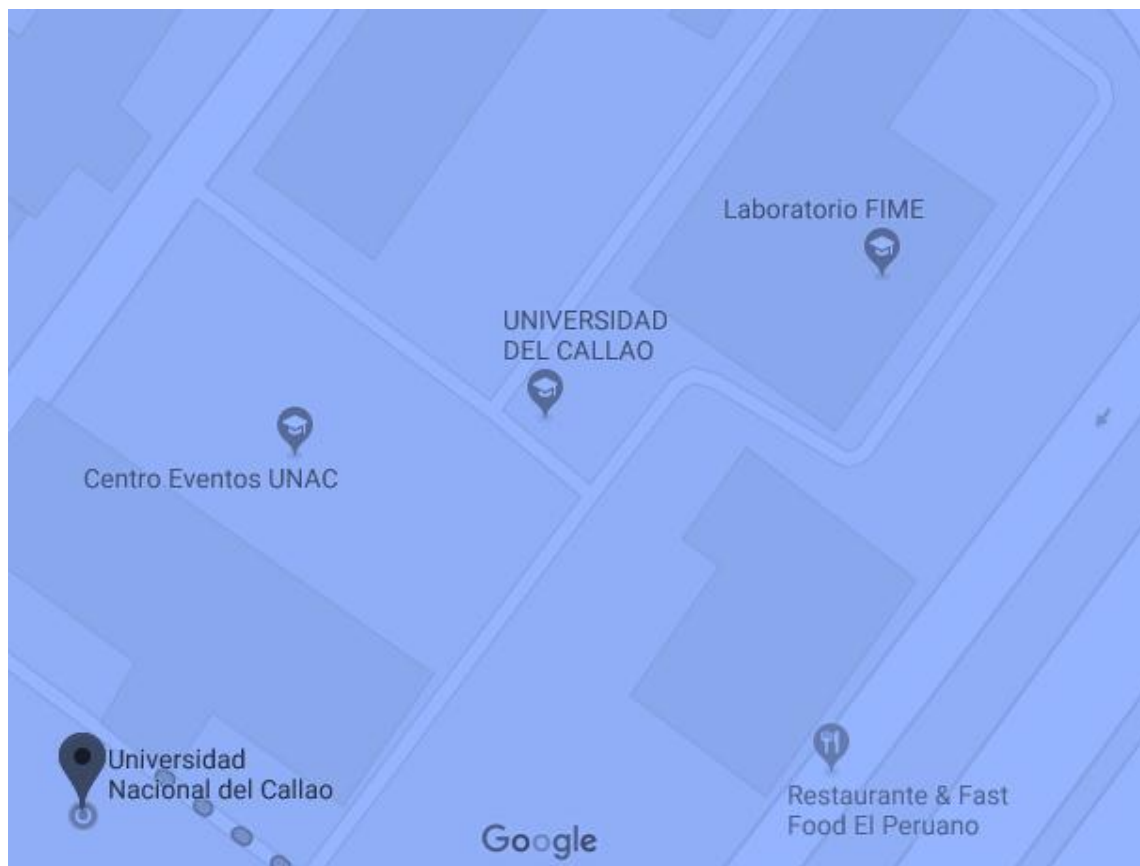 Laboratorio FIME
UNIVERSIDAD
DEL CALLAO
Centro Eventos UNAC
Universidad
Nacional del Callao
Restaurante & Fast
Food El Peruano
Google